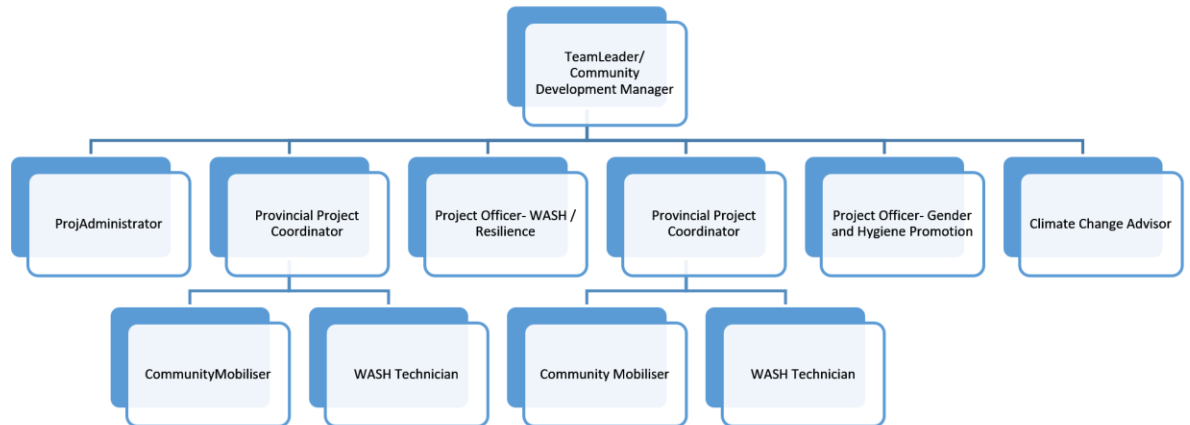 TeamLeader/
Community
Development Manager
ProjAdministrator
Provincial Project
Coordinator
Project Officer- WASH /
Resilience
Provincial Project
Coordinator
Project Officer- Gender
and Hygiene Promotion
Climate Change Advisor
CommunityMobiliser
WASH Technician
Community Mobiliser
WASH Technician